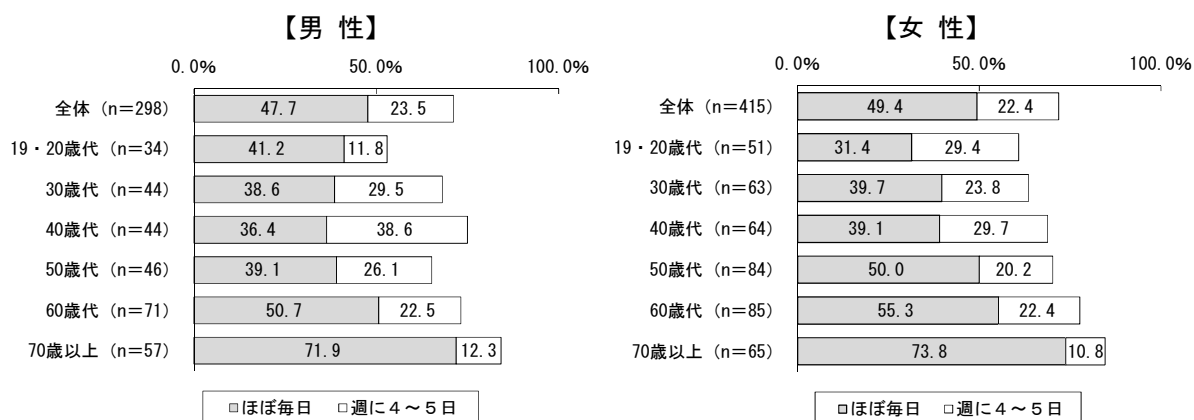 【男 性】
0.0% 50.0% 100.0%
全体 (n=298) 47.7 23.5
19・20歳代 (n=34) 41.2 11.8
30歳代 (n=44) 38.6 29.5
40歳代 (n=44) 36.4 38.6
50歳代 (n=46) 39.1 26.1
60歳代 (n=71) 50.7 22.5
70歳以上 (n=57) 71.9 12.3
ほぼ毎日 週に4~5日
【女 性】
0.0% 50.0% 100.0%
全体 (n=415) 49.4 22.4
19・20歳代 (n=51) 31.4 29.4
30歳代 (n=63) 39.7 23.8
40歳代 (n=64) 39.1 29.7
50歳代 (n=84) 50.0 20.2
60歳代 (n=85) 55.3 22.4
70歳以上 (n=65) 73.8 10.8
ほぼ毎日 週に4~5日